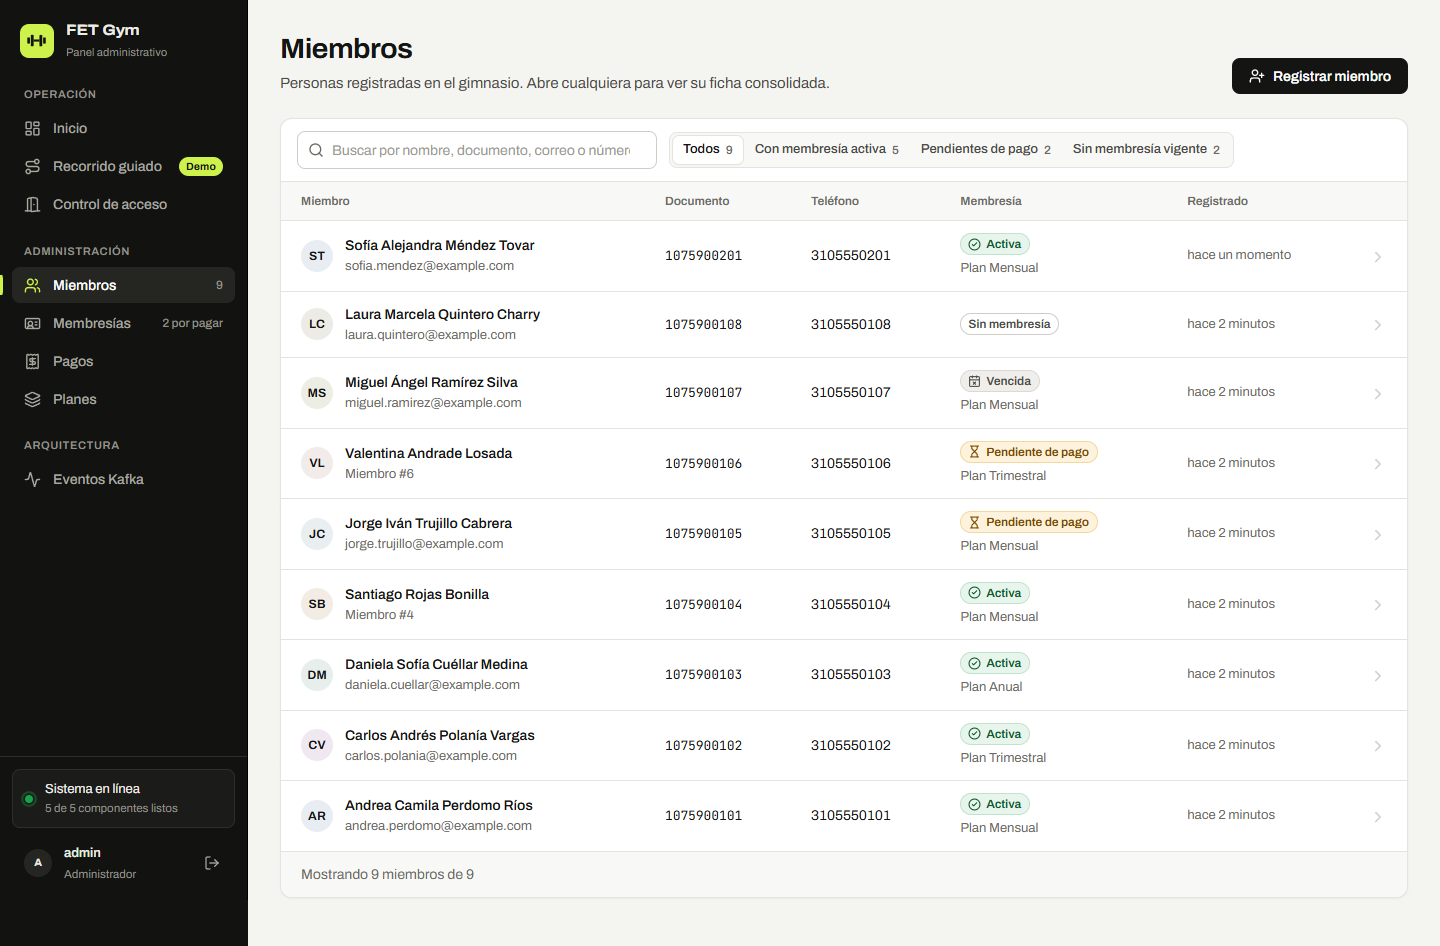 FET Gym
Panel administrativo
OPERACIÓN
Inicio
Recorrido guiado Demo
Control de acceso
ADMINISTRACIÓN
Miembros 9
Membresías 2 por pagar
Pagos
Planes
ARQUITECTURA
Eventos Kafka
Sistema en línea
5 de 5 componentes listos
A
admin
Administrador
Miembros
Personas registradas en el gimnasio. Abre cualquiera para ver su ficha consolidada.
Registrar miembro
Buscar por nombre, documento, correo o número
Todos 9 Con membresía activa 5 Pendientes de pago 2 Sin membresía vigente 2
Miembro Documento Teléfono Membresía Registrado
ST Sofía Alejandra Méndez Tovar 1075900201 3105550201 Activa hace un momento
sofia.mendez@example.com Plan Mensual
LC Laura Marcela Quintero Charry 1075900108 3105550108 Sin membresía hace 2 minutos
laura.quintero@example.com
MS Miguel Ángel Ramírez Silva 1075900107 3105550107 Vencida hace 2 minutos
miguel.ramirez@example.com Plan Mensual
VL Valentina Andrade Losada 1075900106 3105550106 Pendiente de pago hace 2 minutos
Miembro #6 Plan Trimestral
JC Jorge Iván Trujillo Cabrera 1075900105 3105550105 Pendiente de pago hace 2 minutos
jorge.trujillo@example.com Plan Mensual
SB Santiago Rojas Bonilla 1075900104 3105550104 Activa hace 2 minutos
Miembro #4 Plan Mensual
DM Daniela Sofía Cuéllar Medina 1075900103 3105550103 Activa hace 2 minutos
daniela.cuellar@example.com Plan Anual
CV Carlos Andrés Polanía Vargas 1075900102 3105550102 Activa hace 2 minutos
carlos.polania@example.com Plan Trimestral
AR Andrea Camila Perdomo Ríos 1075900101 3105550101 Activa hace 2 minutos
andrea.perdomo@example.com Plan Mensual
Mostrando 9 miembros de 9